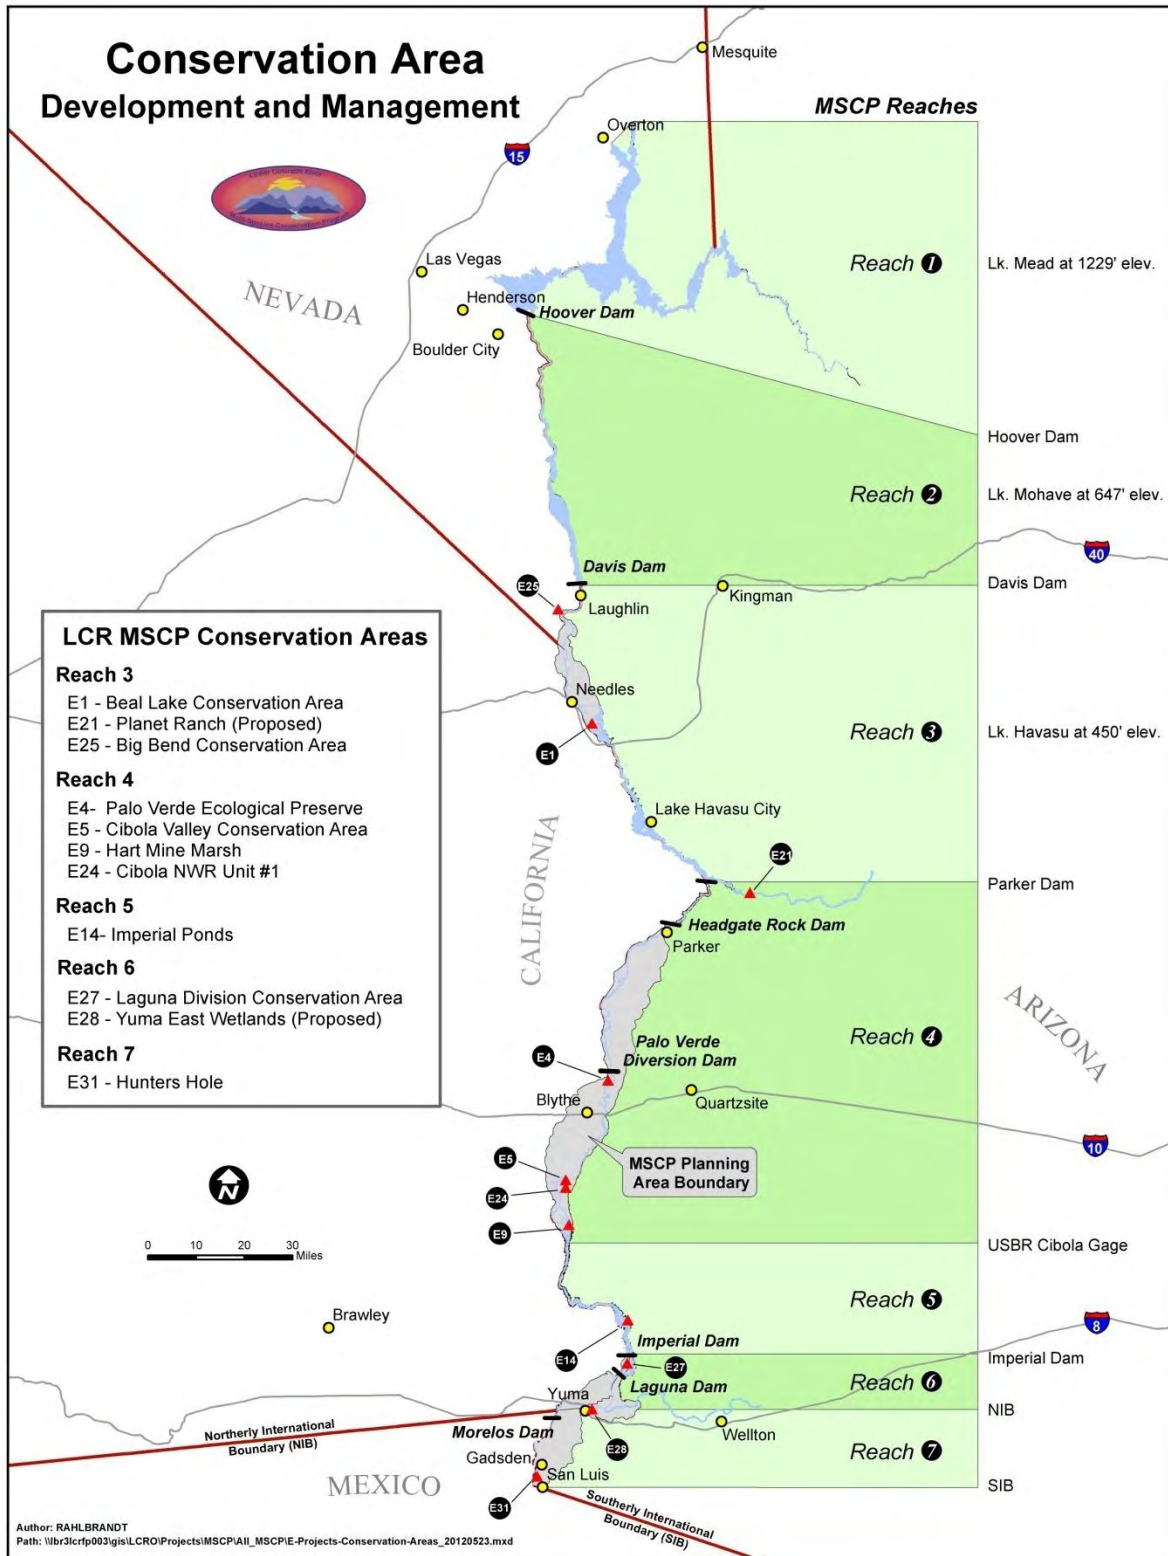 Conservation Area
Development and Management
MSCP Reaches
Mesquite
Overton
15
Lower Colorado River
Multi-Species Conservation Program
Las Vegas
NEVADA
Henderson
Hoover Dam
Boulder City
Reach 1
Lk. Mead at 1229' elev.
Hoover Dam
Reach 2
Lk. Mohave at 647' elev.
40
Davis Dam
Davis Dam
E25
Laughlin
Kingman
LCR MSCP Conservation Areas
Reach 3
E1 - Beal Lake Conservation Area
E21 - Planet Ranch (Proposed)
E25 - Big Bend Conservation Area
Reach 4
E4- Palo Verde Ecological Preserve
E5 - Cibola Valley Conservation Area
E9 - Hart Mine Marsh
E24 - Cibola NWR Unit #1
Reach 5
E14- Imperial Ponds
Reach 6
E27 - Laguna Division Conservation Area
E28 - Yuma East Wetlands (Proposed)
Reach 7
E31 - Hunters Hole
Needles
E1
Reach 3
Lk. Havasu at 450' elev.
Lake Havasu City
CALIFORNIA
E21
Parker Dam
Headgate Rock Dam
Parker
ARIZONA
Reach 4
Palo Verde
Diversion Dam
E4
Blythe
Quartzsite
10
MSCP Planning
Area Boundary
E5
E24
E9
N
0 10 20 30
Miles
USBR Cibola Gage
Reach 5
8
Brawley
Imperial Dam
E14
E27
Imperial Dam
Laguna Dam
Reach 6
Yuma
NIB
Northerly International
Boundary (NIB)
Morelos Dam
E28
Wellton
Reach 7
Gadsden
San Luis
MEXICO
E31
SIB
Southerly International
Boundary (SIB)
Author: RAHLBRANDT
Path: \\lbr3lcrfp003\gis\LCRO\Projects\MSCP\All_MSCP\E-Projects-Conservation-Areas_20120523.mxd